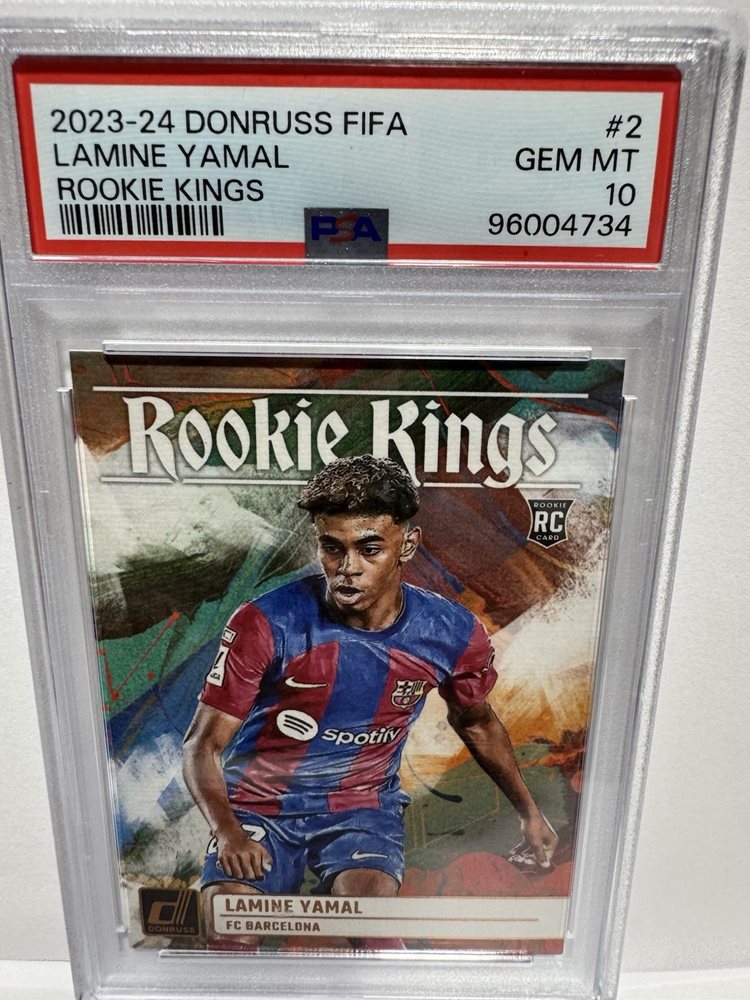 2023-24 DONRUSS FIFA #2
LAMINE YAMAL GEM MT
ROOKIE KINGS 10
PSA 96004734
Rookie Kings
ROOKIE
RC
CARD
spotify
LAMINE YAMAL
FC BARCELONA
DONRUSS